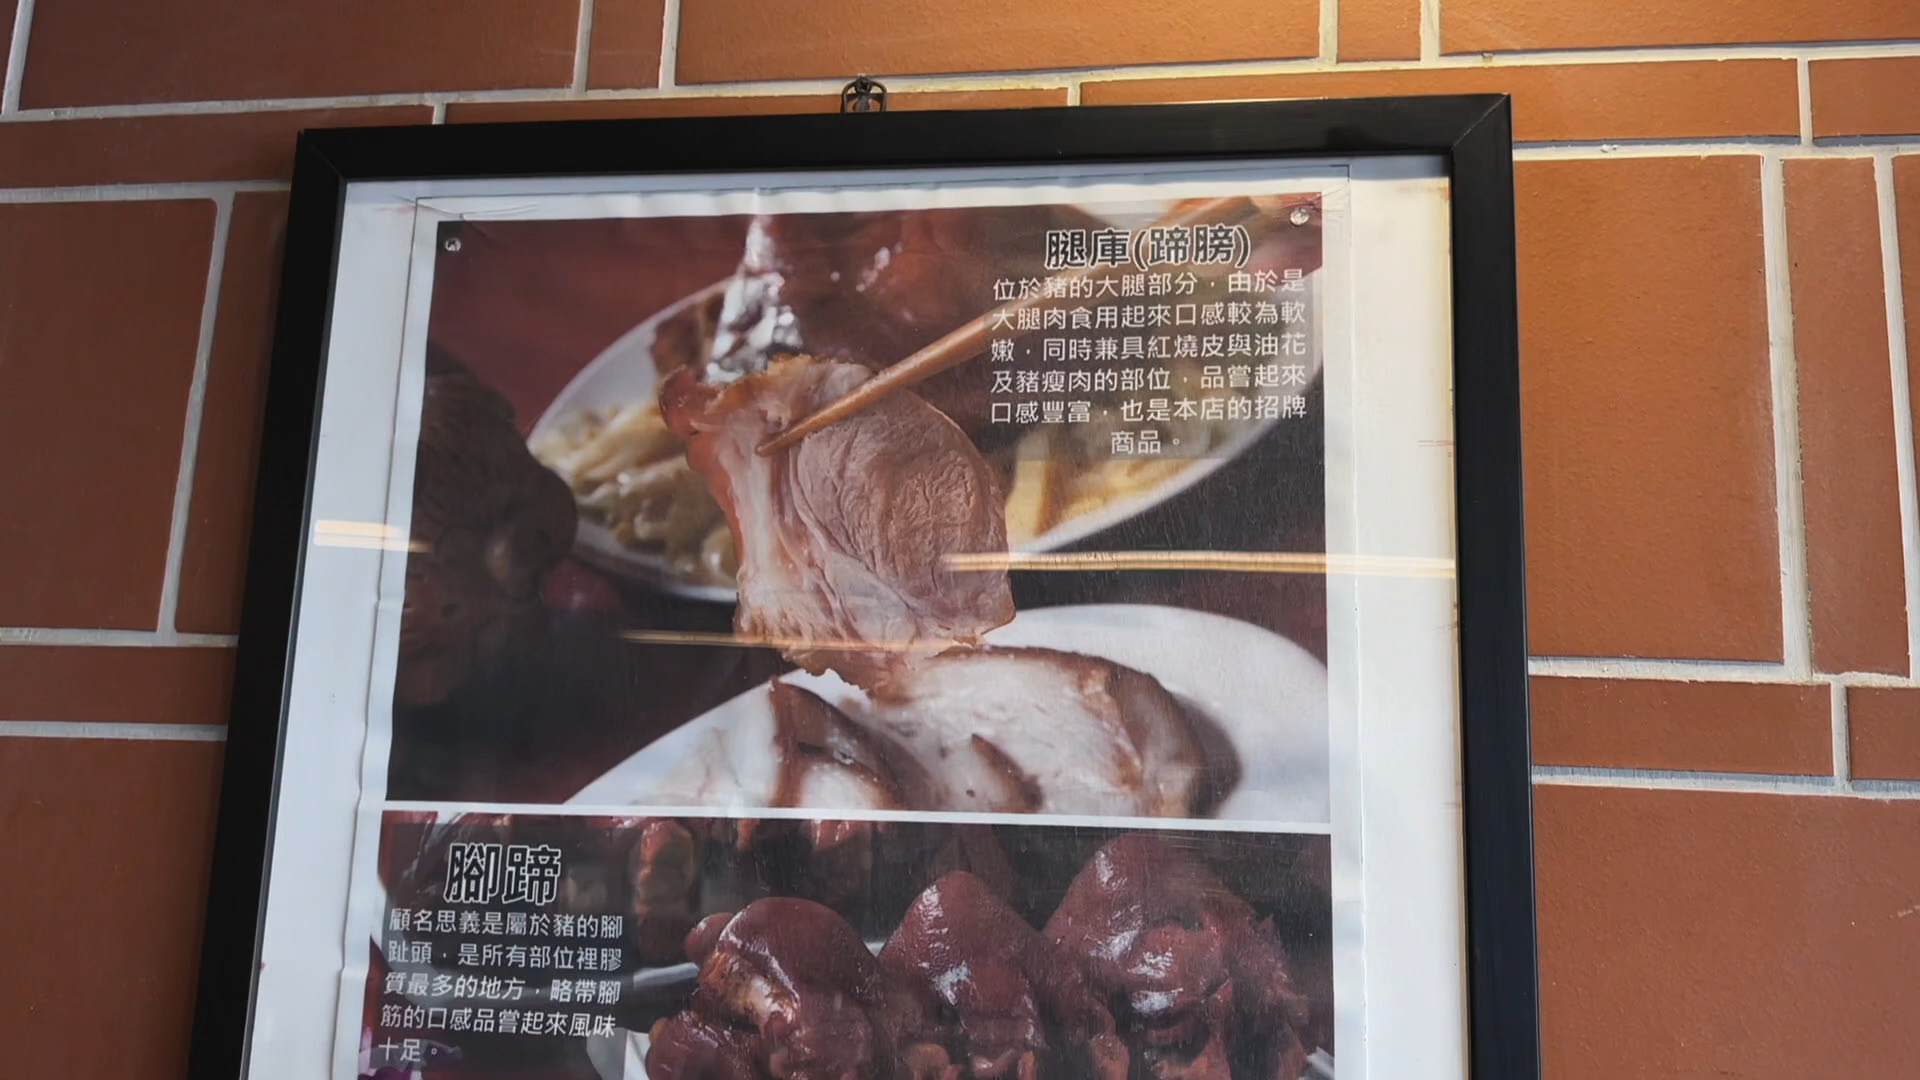 腿庫(蹄膀)
位於豬的大腿部分，由於是
大腿肉食用起來口感較為軟
嫩，同時兼具紅燒皮與油花
及豬瘦肉的部位，品嘗起來
口感豐富，也是本店的招牌
商品。
腳蹄
顧名思義是屬於豬的腳
趾頭，是所有部位裡膠
質最多的地方，略帶腳
筋的口感品嘗起來風味
十足。